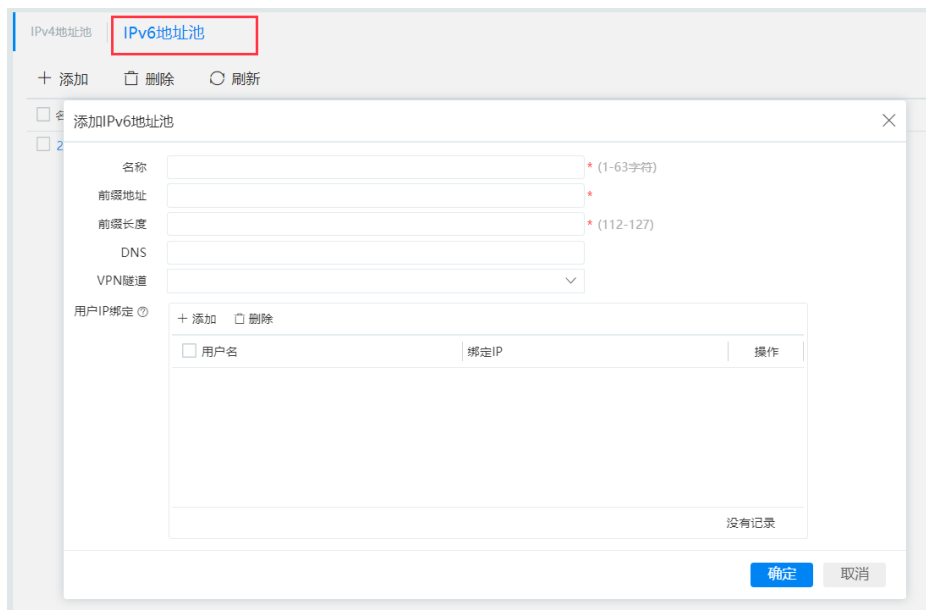 IPv4地址池 IPv6地址池
添加 删除 刷新
名
添加IPv6地址池
2
名称 * (1-63字符)
前缀地址 *
前缀长度 * (112-127)
DNS
VPN隧道
用户IP绑定 ?
添加 删除
用户名 绑定IP 操作
没有记录
确定 取消